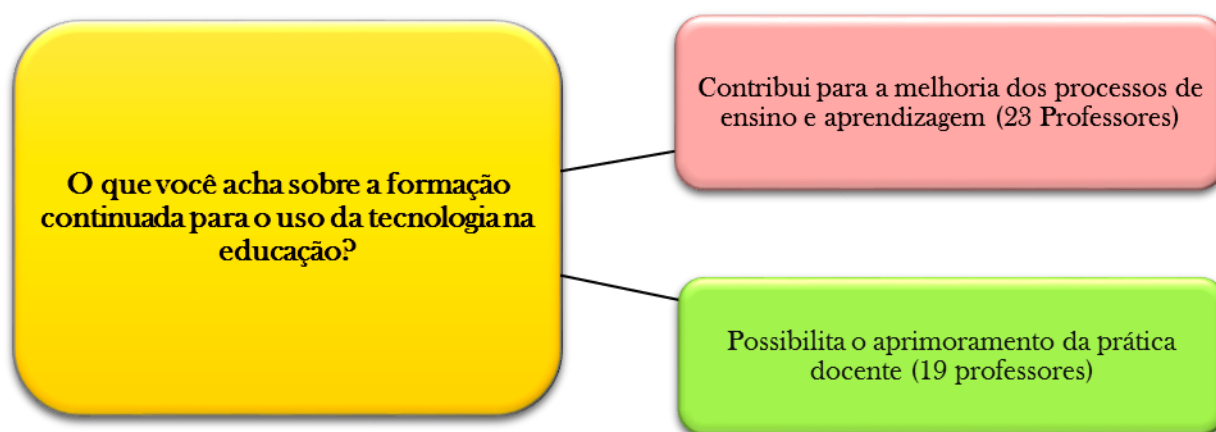 O que você acha sobre a formação
continuada para o uso da tecnologia na
educação?
Contribui para a melhoria dos processos de
ensino e aprendizagem (23 Professores)
Possibilita o aprimoramento da prática
docente (19 professores)